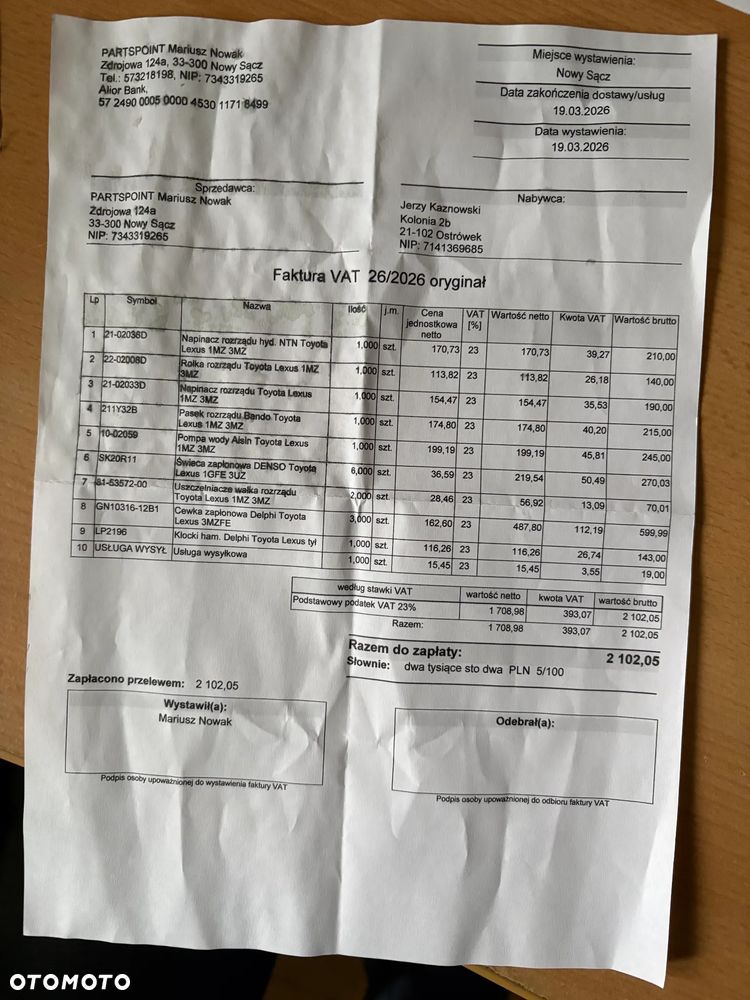 PARTSPOINT Mariusz Nowak
Zdrojowa 124a, 33-300 Nowy Sącz
Tel.: 573218198, NIP: 7343319265
Alior Bank,
57 2490 0005 0000 4530 1171 8499
Miejsce wystawienia:
Nowy Sącz
Data zakończenia dostawy/usług
19.03.2026
Data wystawienia:
19.03.2026
Sprzedawca:
PARTSPOINT Mariusz Nowak
Zdrojowa 124a
33-300 Nowy Sącz
NIP: 7343319265
Nabywca:
Jerzy Kaznowski
Kolonia 2b
21-102 Ostrówek
NIP: 7141369685
Faktura VAT 26/2026 oryginał
Lp Symbol Nazwa Ilość j.m. Cena jednostkowa netto VAT [%] Wartość netto Kwota VAT Wartość brutto
1 21-02036D Napinacz rozrządu hyd. NTN Toyota 1,000 szt. 170,73 23 170,73 39,27 210,00
Lexus 1MZ 3MZ
2 22-02008D Rolka rozrządu Toyota Lexus 1MZ 1,000 szt. 113,82 23 113,82 26,18 140,00
3MZ
3 21-02033D Napinacz rozrządu Toyota Lexus 1,000 szt. 154,47 23 154,47 35,53 190,00
1MZ 3MZ
4 211Y32B Pasek rozrządu Bando Toyota 1,000 szt. 174,80 23 174,80 40,20 215,00
Lexus 1MZ 3MZ
5 10-02059 Pompa wody Aisin Toyota Lexus 1,000 szt. 199,19 23 199,19 45,81 245,00
1MZ 3MZ
6 SK20R11 Świeca zapłonowa DENSO Toyota 6,000 szt. 36,59 23 219,54 50,49 270,03
Lexus 1GFE 3UZ
7 81-53572-00 Uszczelniacze wałka rozrządu 2,000 szt. 28,46 23 56,92 13,09 70,01
Toyota Lexus 1MZ 3MZ
8 GN10316-12B1 Cewka zapłonowa Delphi Toyota 3,000 szt. 162,60 23 487,80 112,19 599,99
Lexus 3MZFE
9 LP2196 Klocki ham. Delphi Toyota Lexus tył 1,000 szt. 116,26 23 116,26 26,74 143,00
10 USŁUGA WYSYŁ Usługa wysyłkowa 1,000 szt. 15,45 23 15,45 3,55 19,00
według stawki VAT wartość netto kwota VAT wartość brutto
Podstawowy podatek VAT 23% 1 708,98 393,07 2 102,05
Razem: 1 708,98 393,07 2 102,05
Razem do zapłaty: 2 102,05
Słownie: dwa tysiące sto dwa PLN 5/100
Zapłacono przelewem: 2 102,05
Wystawił(a):
Mariusz Nowak
Podpis osoby upoważnionej do wystawienia faktury VAT
Odebrał(a):
Podpis osoby upoważnionej do odbioru faktury VAT
OTOMOTO